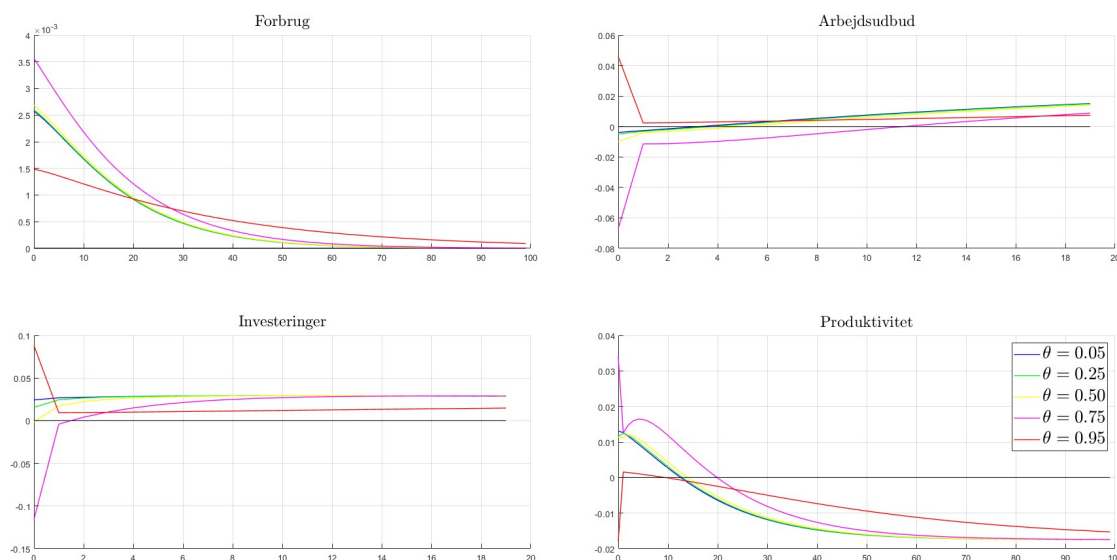 Forbrug
×10⁻³
4
3.5
3
2.5
2
1.5
1
0.5
0
0 10 20 30 40 50 60 70 80 90 100
Arbejdsudbud
0.06
0.04
0.02
0
-0.02
-0.04
-0.06
-0.08
0 2 4 6 8 10 12 14 16 18 20
Investeringer
0.1
0.05
0
-0.05
-0.1
-0.15
0 2 4 6 8 10 12 14 16 18 20
Produktivitet
0.04
0.03
0.02
0.01
0
-0.01
-0.02
0 10 20 30 40 50 60 70 80 90 100
θ = 0.05
θ = 0.25
θ = 0.50
θ = 0.75
θ = 0.95